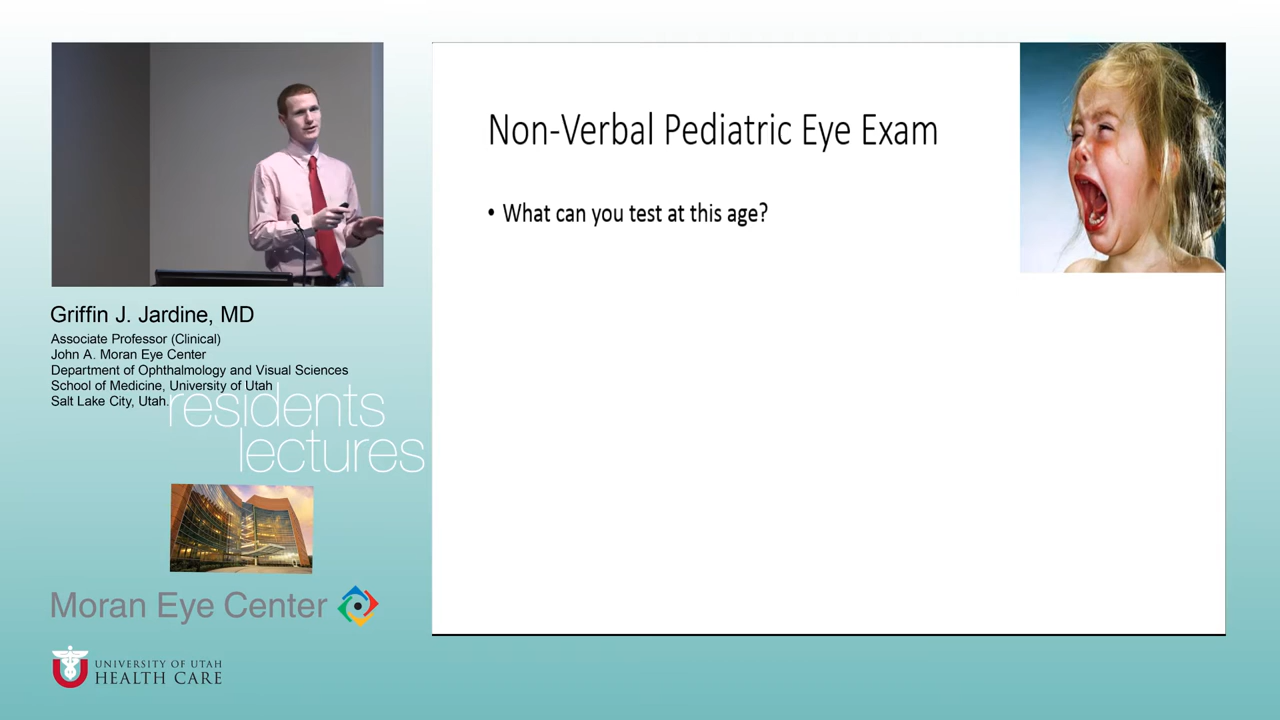 Non-Verbal Pediatric Eye Exam
• What can you test at this age?
Griffin J. Jardine, MD
Associate Professor (Clinical)
John A. Moran Eye Center
Department of Ophthalmology and Visual Sciences
School of Medicine, University of Utah
Salt Lake City, Utah.
residents
lectures
Moran Eye Center
UNIVERSITY OF UTAH
HEALTH CARE